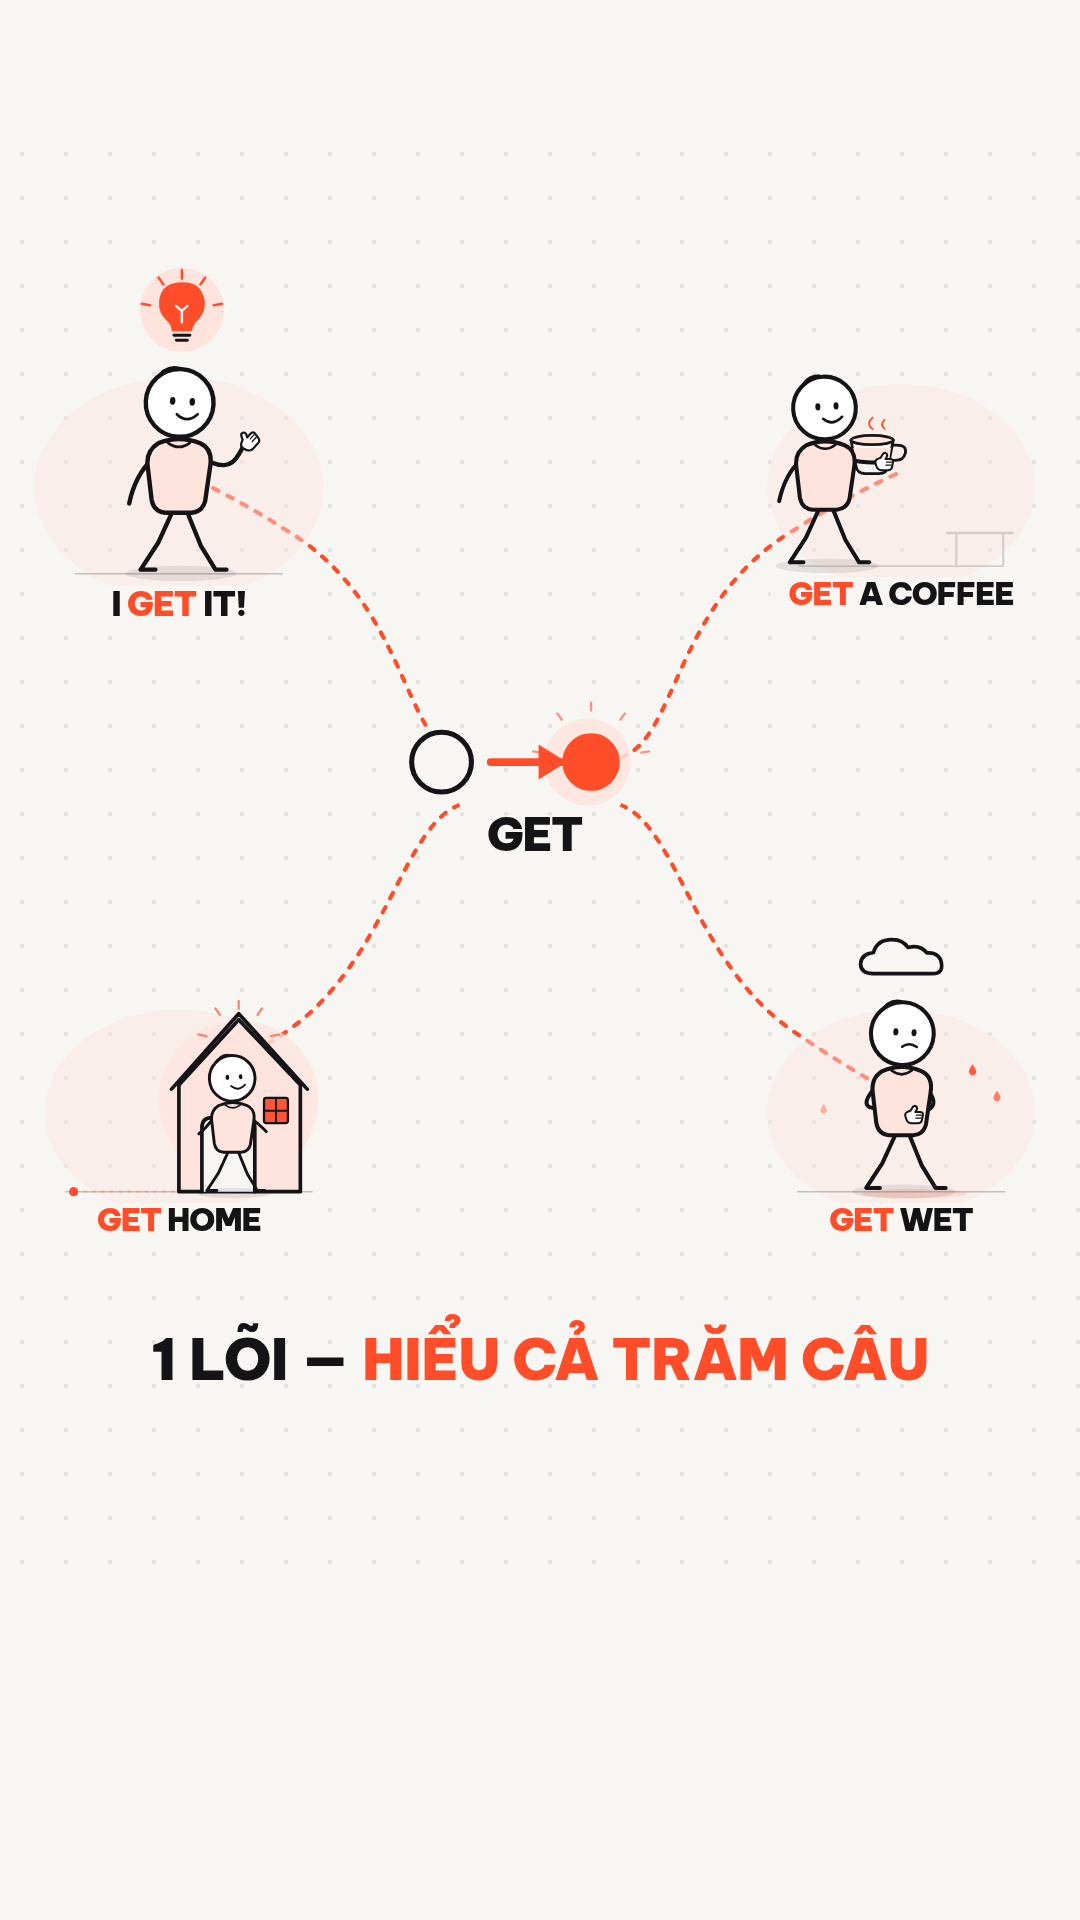 I GET IT!
GET A COFFEE
GET
GET HOME
GET WET
1 LÕI – HIỂU CẢ TRĂM CÂU